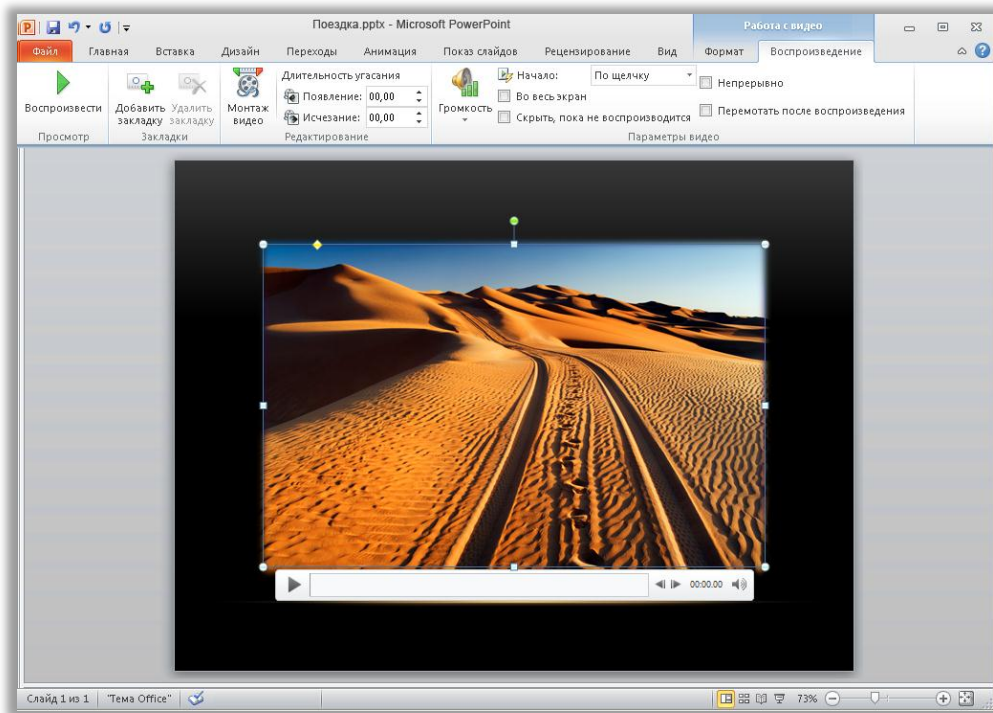 Поездка.pptx - Microsoft PowerPoint
Работа с видео
Файл Главная Вставка Дизайн Переходы Анимация Показ слайдов Рецензирование Вид Формат Воспроизведение
Воспроизвести
Просмотр
Добавить закладку
Удалить закладку
Закладки
Монтаж видео
Длительность угасания
Появление: 00,00
Исчезание: 00,00
Редактирование
Громкость
Начало: По щелчку
Во весь экран
Скрыть, пока не воспроизводится
Непрерывно
Перемотать после воспроизведения
Параметры видео
00:00.00
Слайд 1 из 1 "Тема Office" 73%